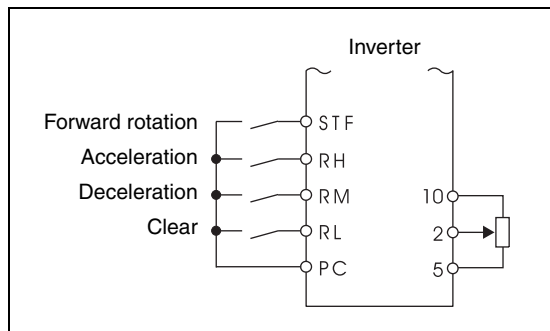 Inverter
Forward rotation STF
Acceleration RH
Deceleration RM 10
Clear RL 2
PC 5